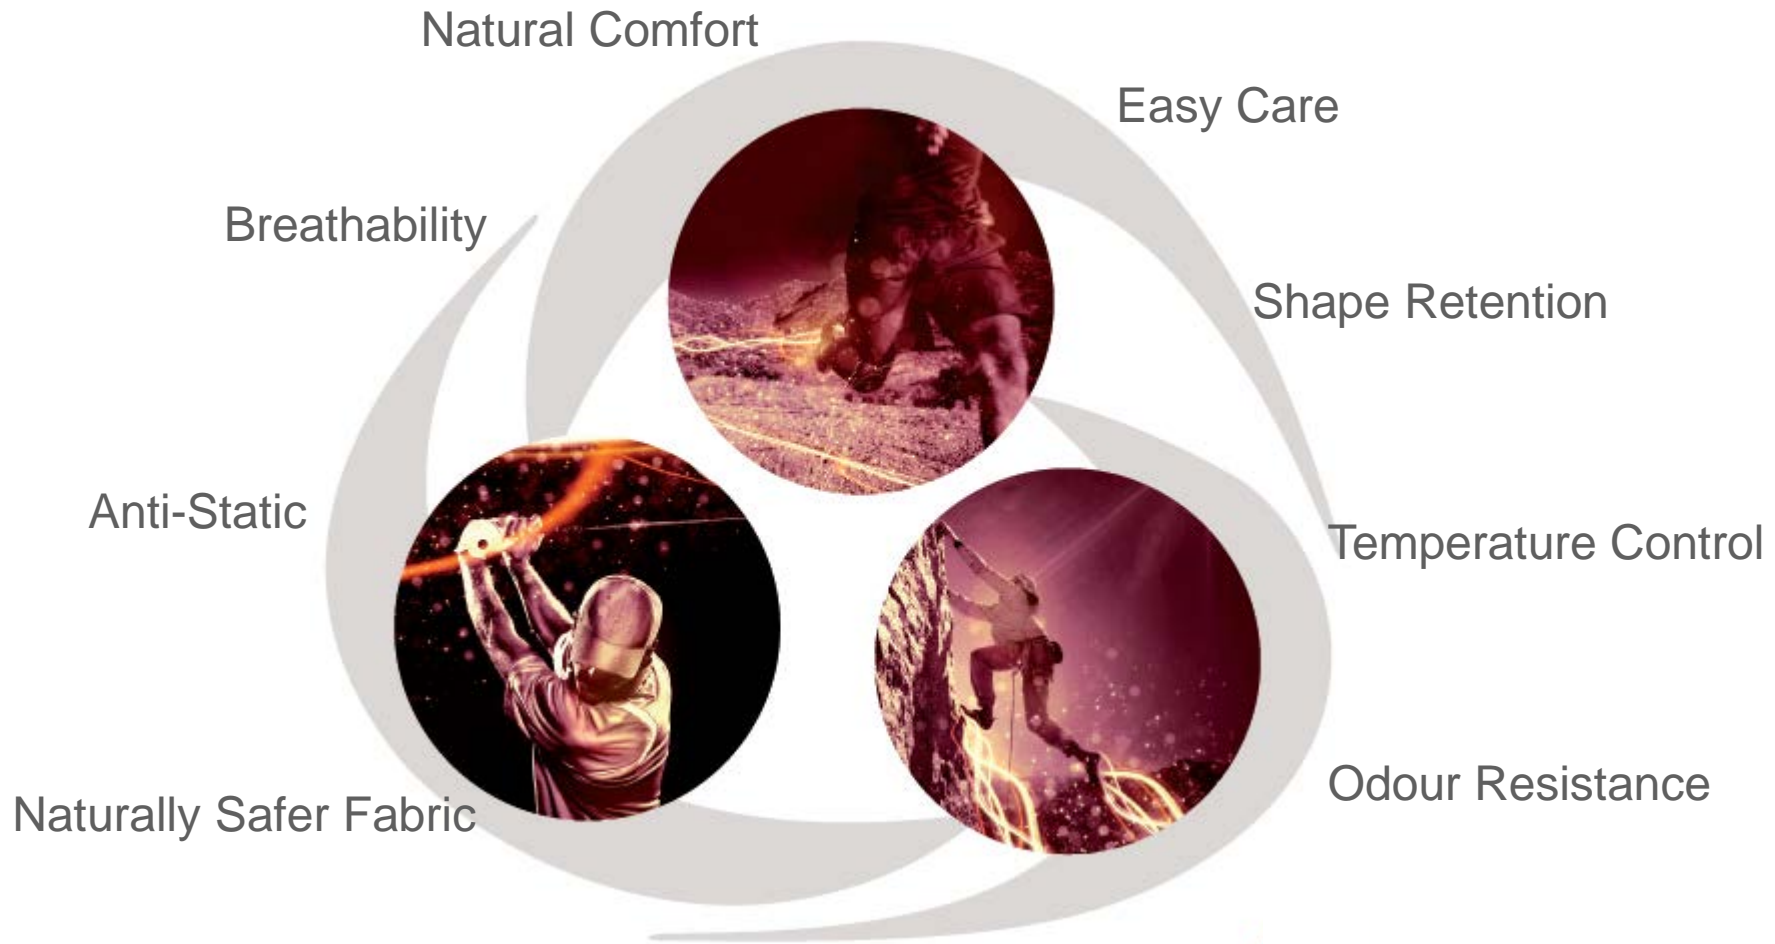 Natural Comfort
Easy Care
Breathability
Shape Retention
Anti-Static
Temperature Control
Odour Resistance
Naturally Safer Fabric